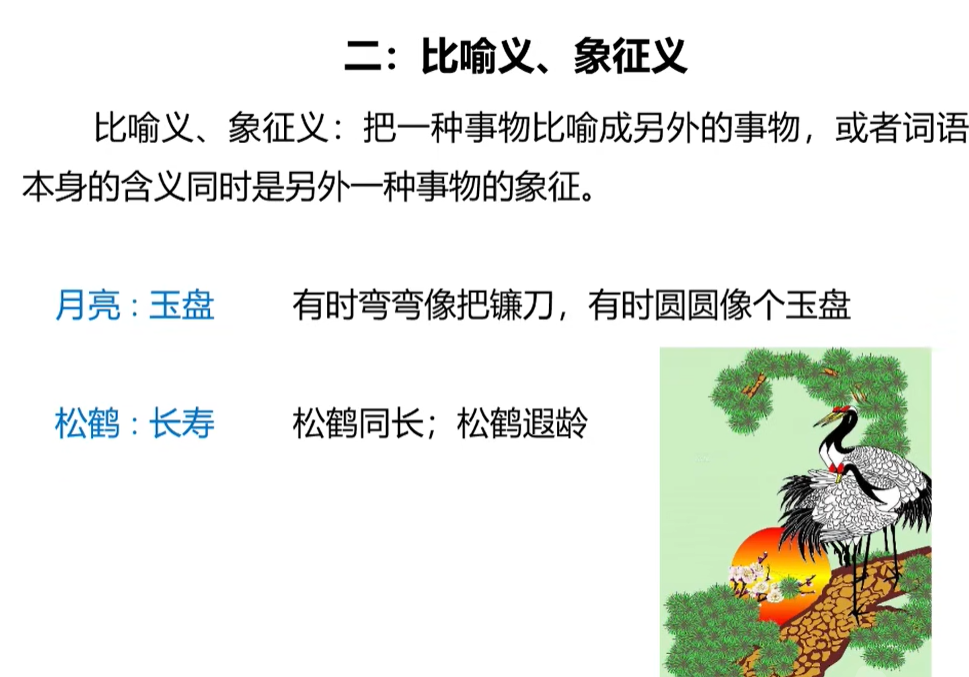 二：比喻义、象征义
比喻义、象征义：把一种事物比喻成另外的事物，或者词语
本身的含义同时是另外一种事物的象征。
月亮：玉盘 有时弯弯像把镰刀，有时圆圆像个玉盘
松鹤：长寿 松鹤同长；松鹤遐龄